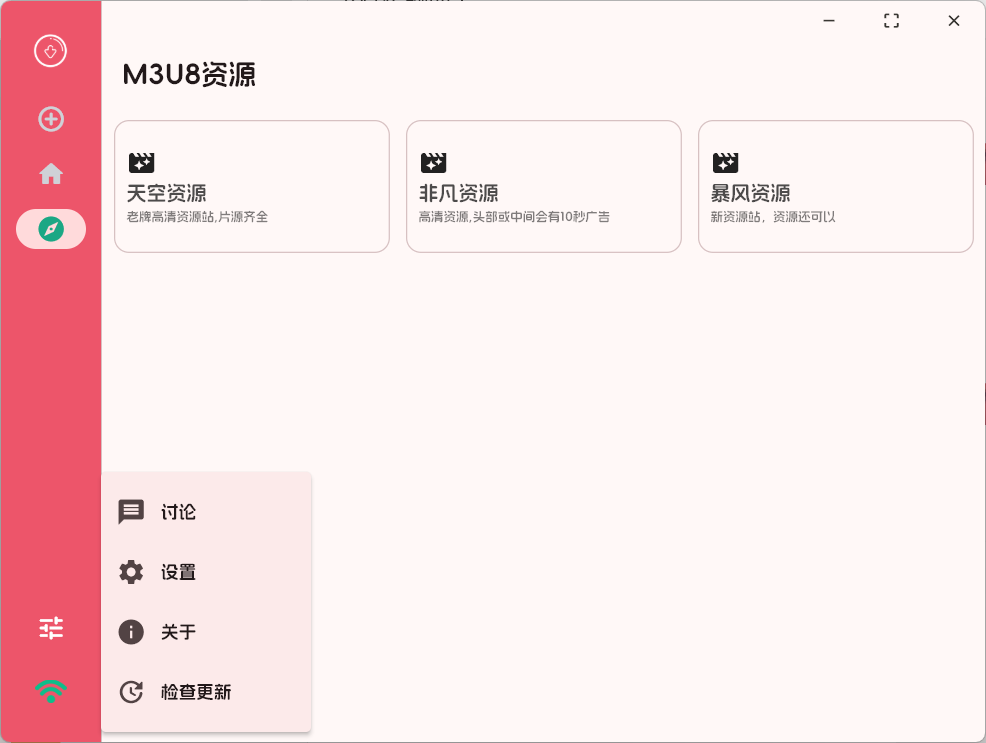 M3U8资源
天空资源
老牌高清资源站,片源齐全
非凡资源
高清资源,头部或中间会有10秒广告
暴风资源
新资源站，资源还可以
讨论
设置
关于
检查更新